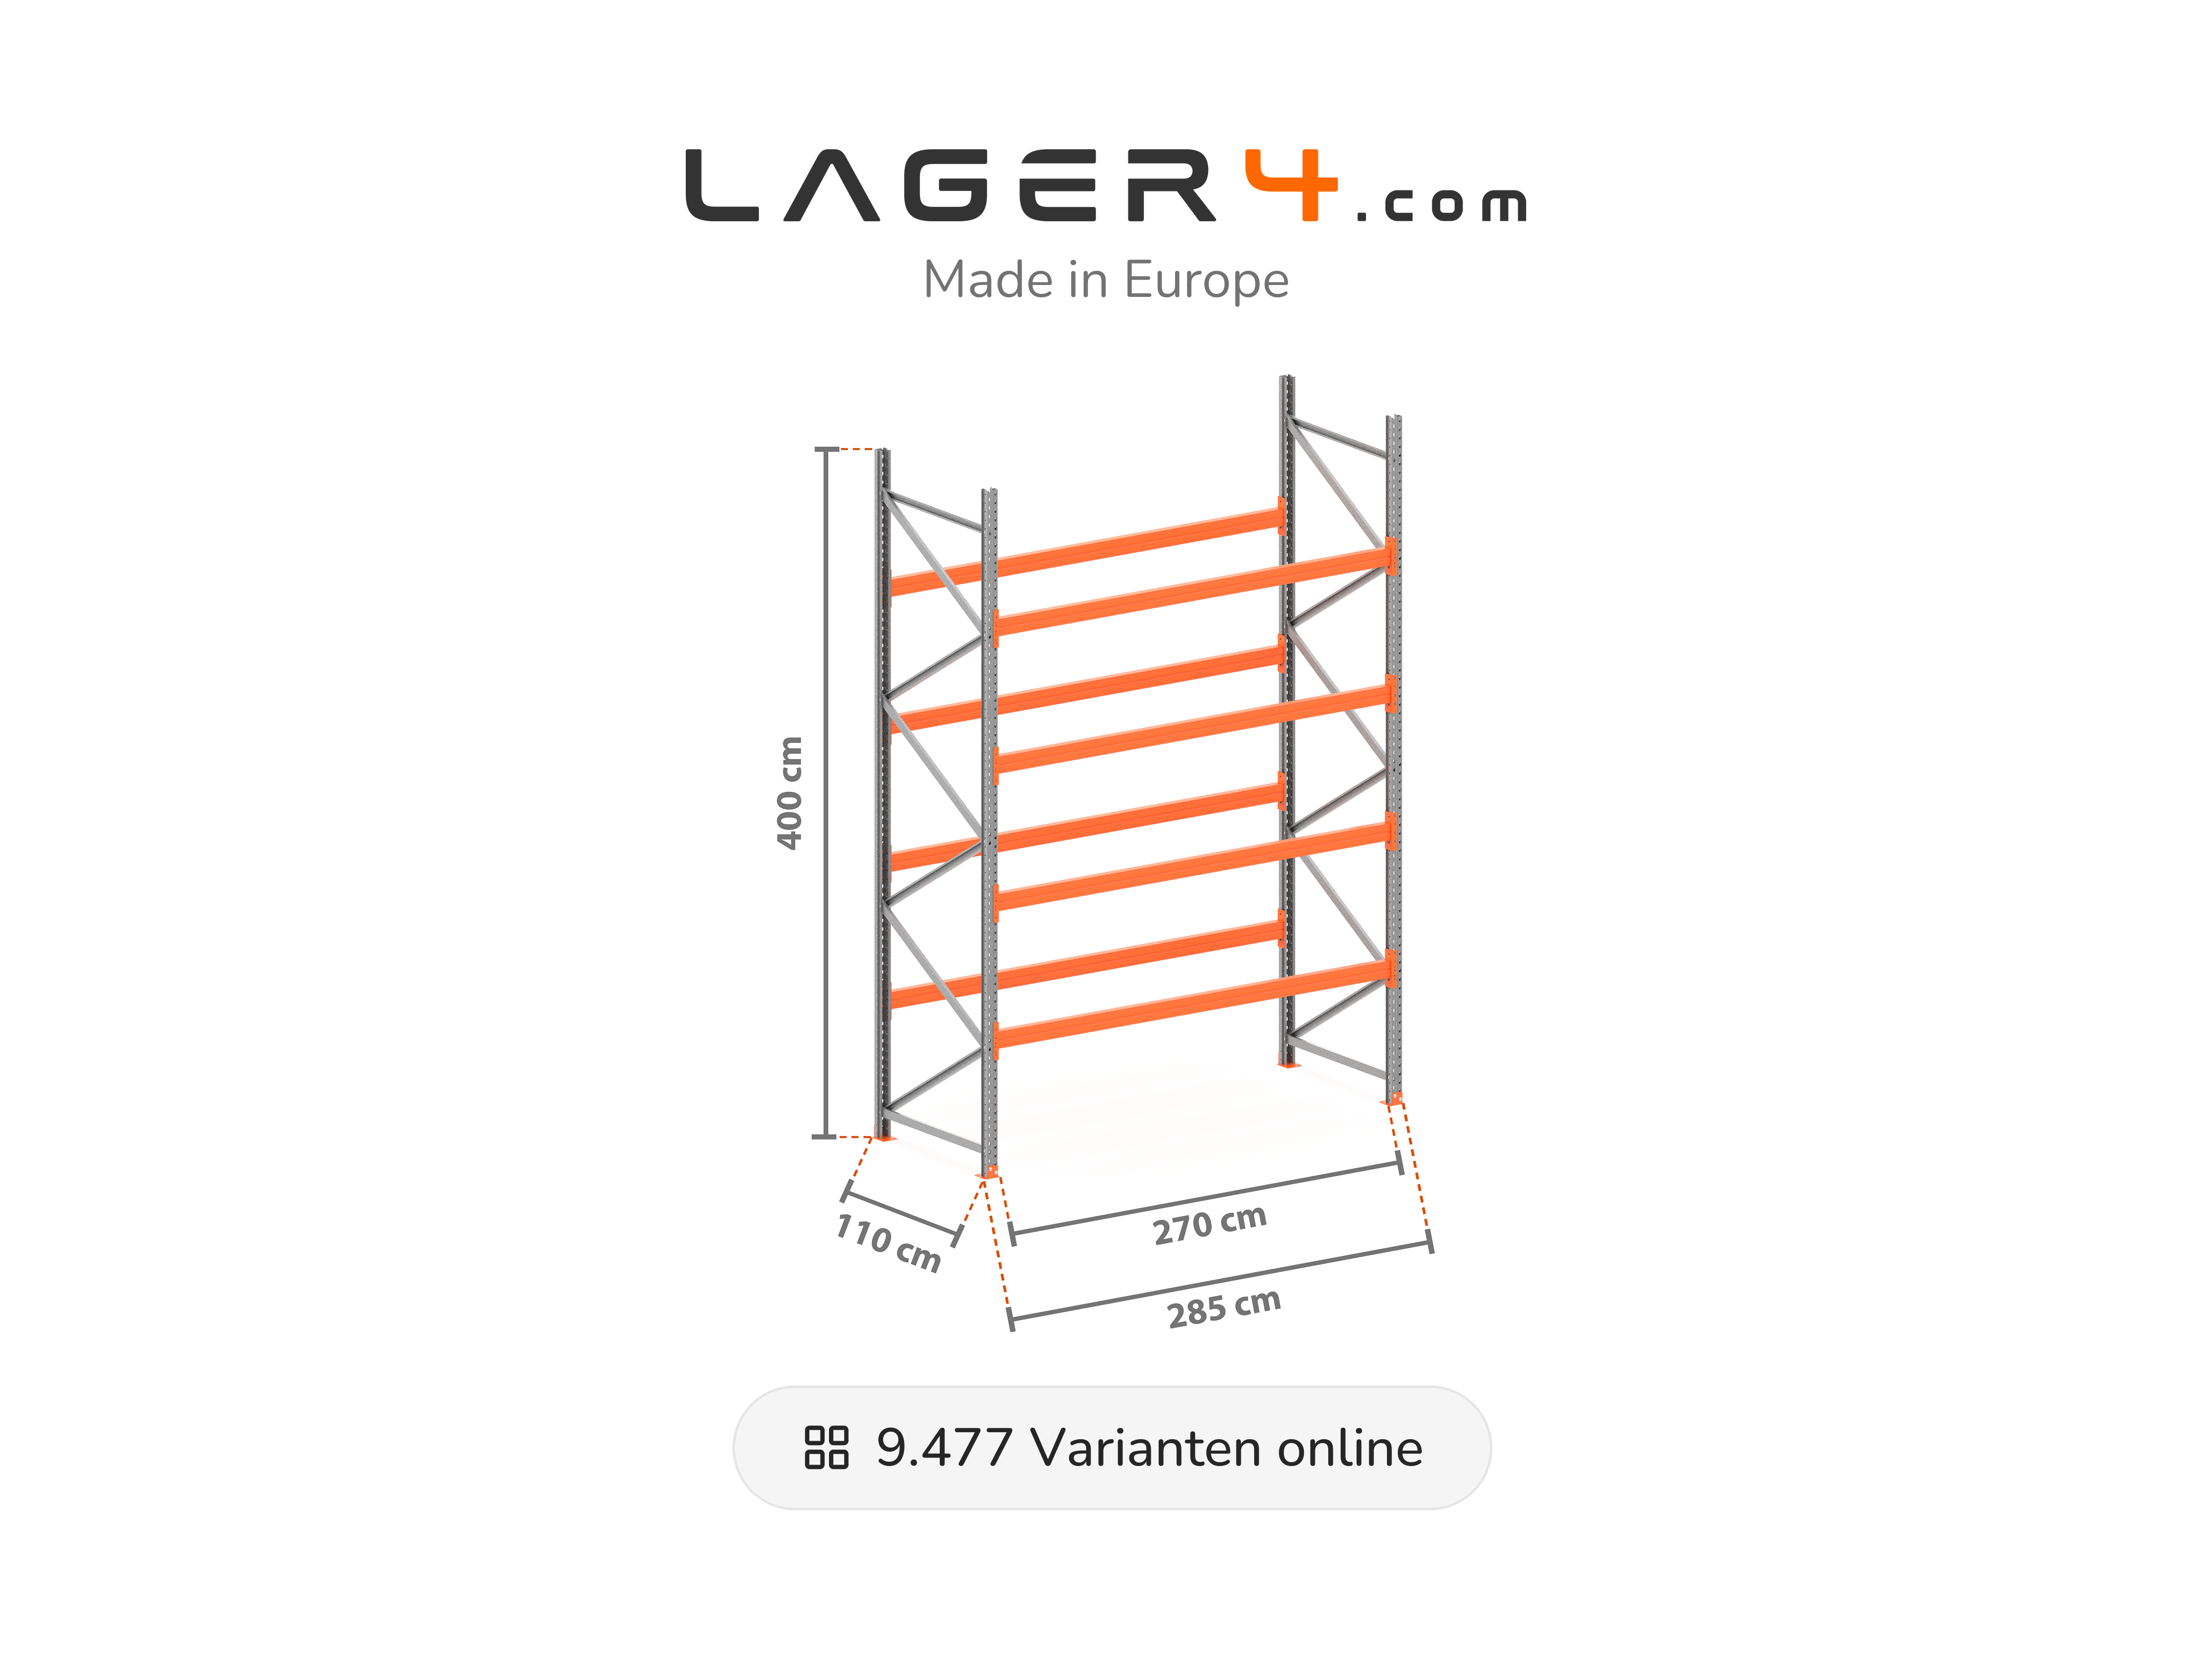 LAGER4.com
Made in Europe
400 cm
110 cm
270 cm
285 cm
9.477 Varianten online